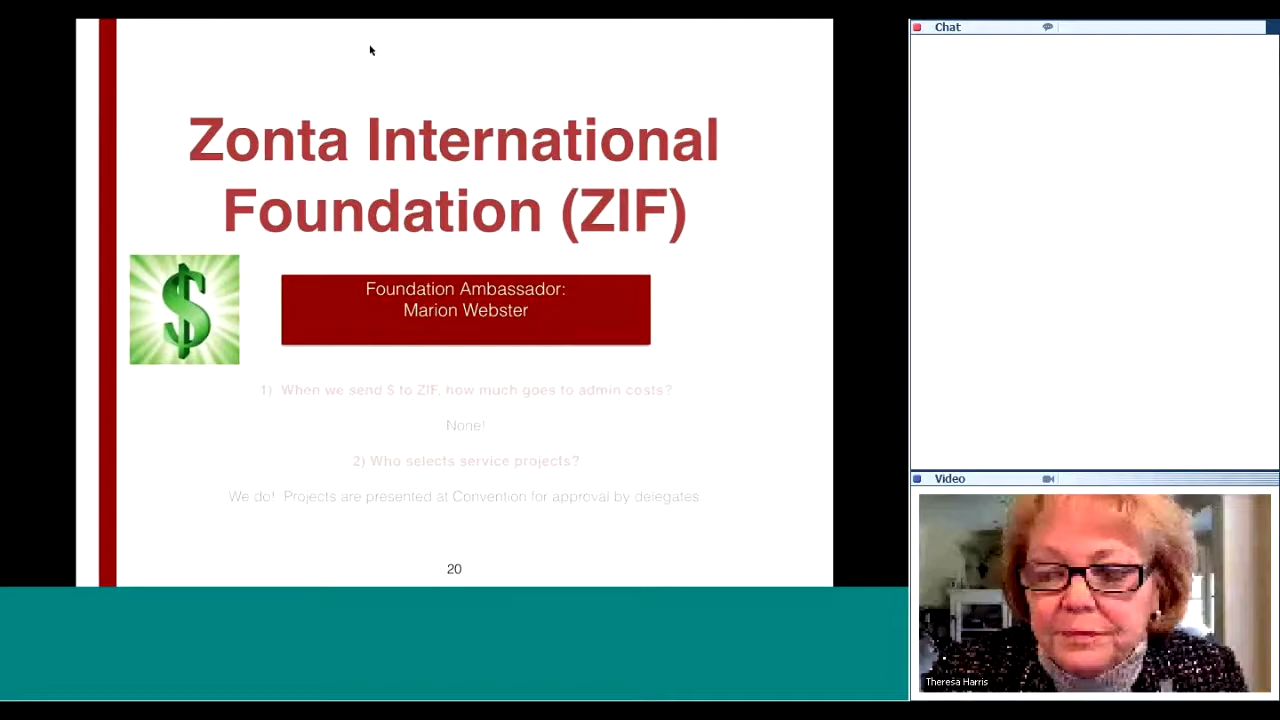 Zonta International
Foundation (ZIF)
Foundation Ambassador:
Marion Webster
1) When we send $ to ZIF, how much goes to admin costs?
None!
2) Who selects service projects?
We do! Projects are presented at Convention for approval by delegates
20
Chat
Video
Theresa Harris